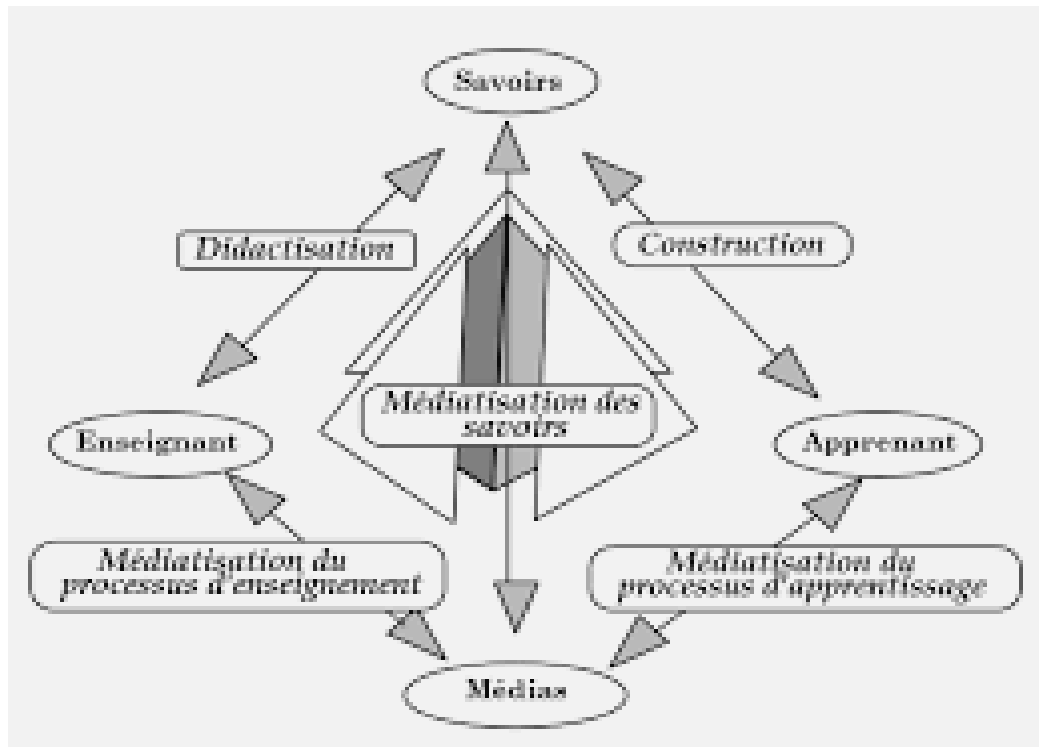 Savoirs
Didactisation
Construction
Médiatisation des
savoirs
Enseignant
Apprenant
Médiatisation du
processus d'enseignement
Médiatisation du
processus d'apprentissage
Médias